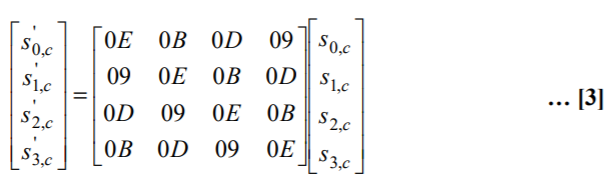 s'0,c 0E 0B 0D 09 s0,c
s'1,c 09 0E 0B 0D s1,c
= … [3]
s'2,c 0D 09 0E 0B s2,c
s'3,c 0B 0D 09 0E s3,c